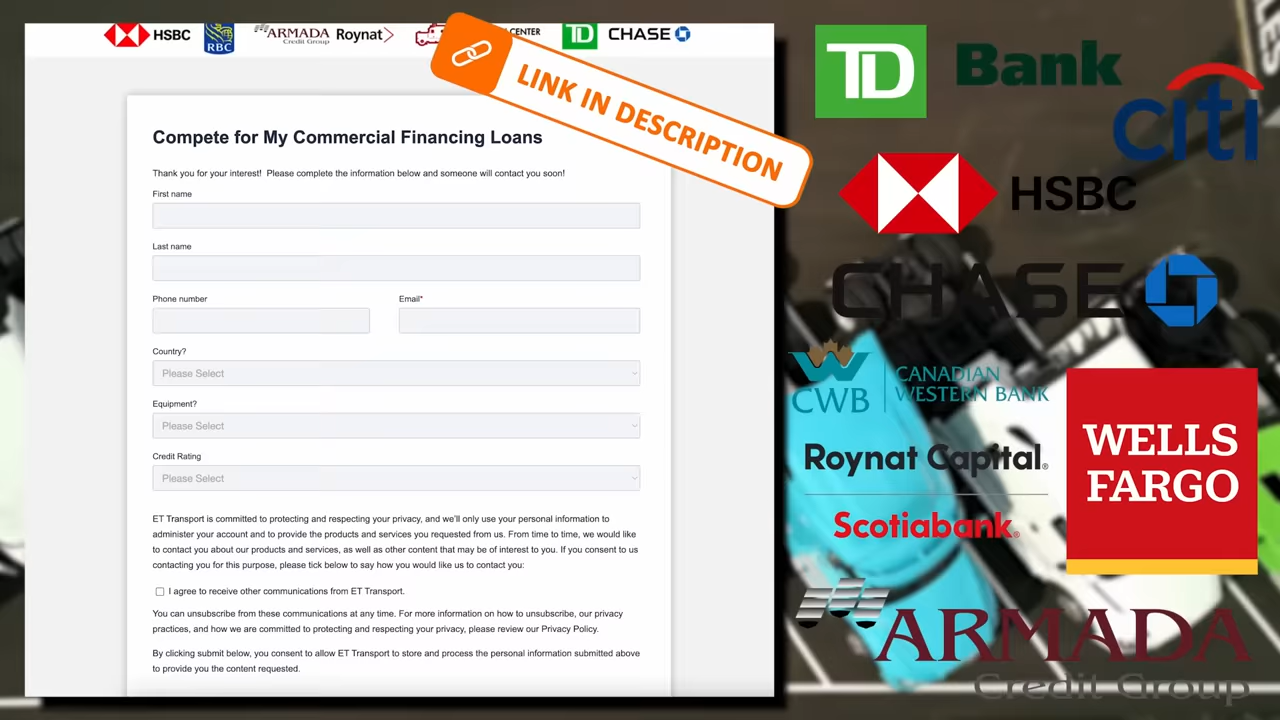 HSBC
RBC
ARMADA
Credit Group
Roynat
CENTER
TD
CHASE
LINK IN DESCRIPTION
Compete for My Commercial Financing Loans
Thank you for your interest!  Please complete the information below and someone will contact you soon!
First name
Last name
Phone number
Email*
Country?
Please Select
Equipment?
Please Select
Credit Rating
Please Select
ET Transport is committed to protecting and respecting your privacy, and we'll only use your personal information to
administer your account and to provide the products and services you requested from us. From time to time, we would like
to contact you about our products and services, as well as other content that may be of interest to you. If you consent to us
contacting you for this purpose, please tick below to say how you would like us to contact you:
I agree to receive other communications from ET Transport.
You can unsubscribe from these communications at any time. For more information on how to unsubscribe, our privacy
practices, and how we are committed to protecting and respecting your privacy, please review our Privacy Policy.
By clicking submit below, you consent to allow ET Transport to store and process the personal information submitted above
to provide you the content requested.
TD Bank
citi
HSBC
CHASE
CWB
CANADIAN
WESTERN BANK
Roynat Capital®
Scotiabank®
WELLS
FARGO
ARMADA
Credit Group